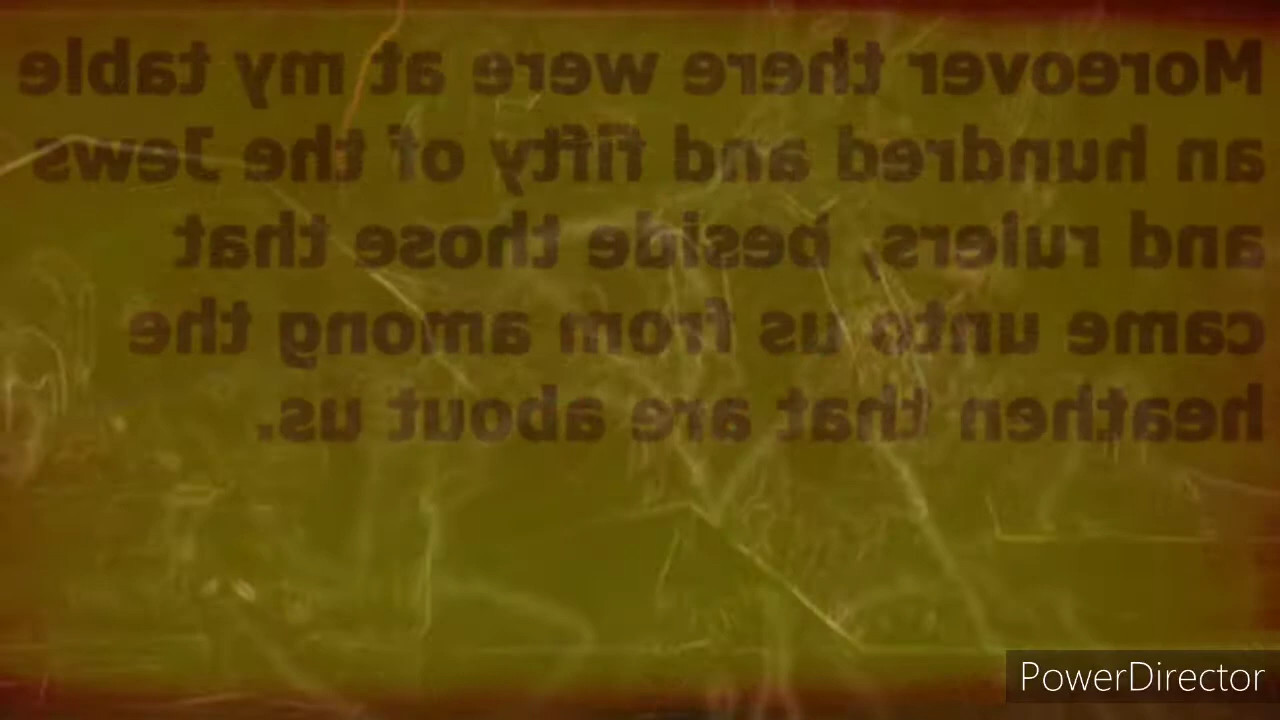 Moreover there were at my table
an hundred and fifty of the Jews
and rulers, beside those that
came unto us from among the
heathen that are about us.
PowerDirector